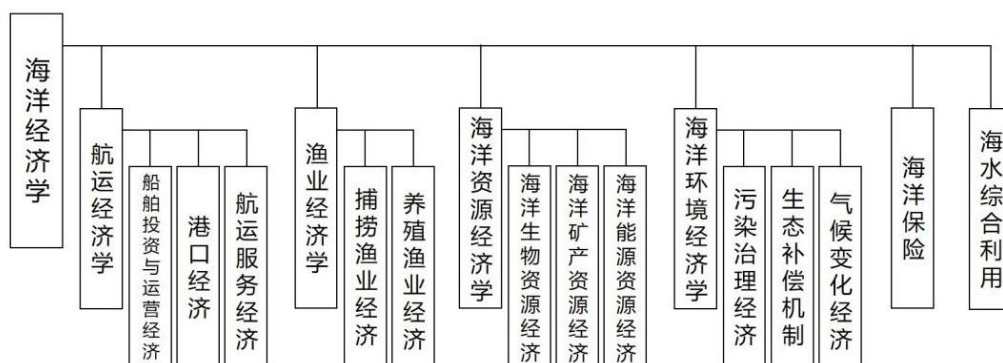 海洋经济学
航运经济学
船舶投资与运营经济
港口经济
航运服务经济
渔业经济学
捕捞渔业经济
养殖渔业经济
海洋资源经济学
海洋生物资源经济
海洋矿产资源经济
海洋能源资源经济
海洋环境经济学
污染治理经济
生态补偿机制
气候变化经济
海洋保险
海水综合利用